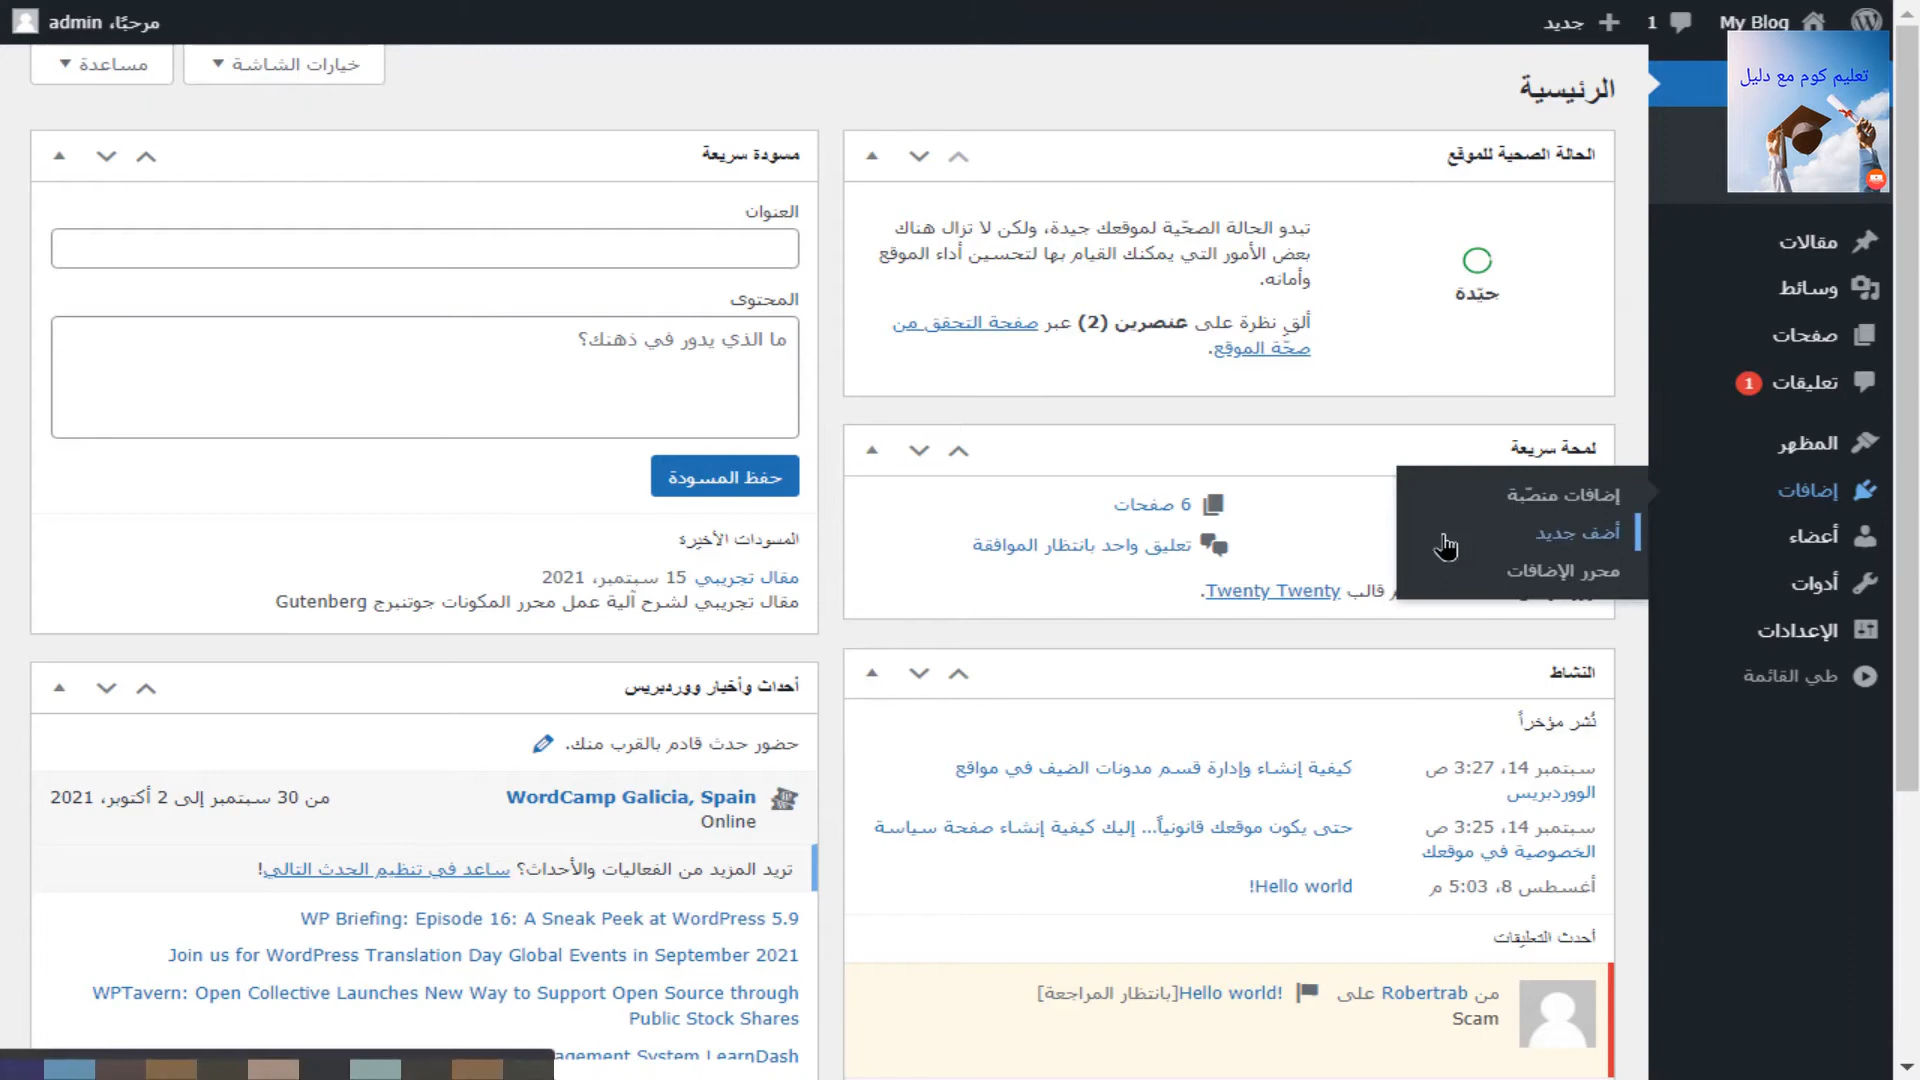 My Blog
1
جديد
مرحبًا، admin
تعليم كوم مع دليل
خيارات الشاشة
مساعدة
الرئيسية
مقالات
وسائط
صفحات
تعليقات 1
المظهر
إضافات
أعضاء
أدوات
الإعدادات
طي القائمة
إضافات منصّبة
أضف جديد
محرر الإضافات
الحالة الصحية للموقع
جيّدة
تبدو الحالة الصحّية لموقعك جيدة، ولكن لا تزال هناك
بعض الأمور التي يمكنك القيام بها لتحسين أداء الموقع
وأمانه.
ألقِ نظرة على عنصرين (2) عبر صفحة التحقق من
صحّة الموقع.
لمحة سريعة
6 صفحات
تعليق واحد بانتظار الموافقة
قالب Twenty Twenty.
النشاط
نُشر مؤخراً
سبتمبر 14، 3:27 ص
كيفية إنشاء وإدارة قسم مدونات الضيف في مواقع
الووردبريس
سبتمبر 14، 3:25 ص
حتى يكون موقعك قانونياً... إليك كيفية إنشاء صفحة سياسة
الخصوصية في موقعك
أغسطس 8، 5:03 م
Hello world!
أحدث التعليقات
من Robertrab على Hello world! [بانتظار المراجعة]
Scam
مسودة سريعة
العنوان
المحتوى
ما الذي يدور في ذهنك؟
حفظ المسودة
المسودات الأخيرة
مقال تجريبي 15 سبتمبر، 2021
مقال تجريبي لشرح آلية عمل محرر المكونات جوتنبرج Gutenberg
أحداث وأخبار ووردبريس
حضور حدث قادم بالقرب منك.
WordCamp Galicia, Spain
من 30 سبتمبر إلى 2 أكتوبر، 2021
Online
تريد المزيد من الفعاليات والأحداث؟ ساعد في تنظيم الحدث التالي!
WP Briefing: Episode 16: A Sneak Peek at WordPress 5.9
Join us for WordPress Translation Day Global Events in September 2021
WPTavern: Open Collective Launches New Way to Support Open Source through
Public Stock Shares
agement System LearnDash